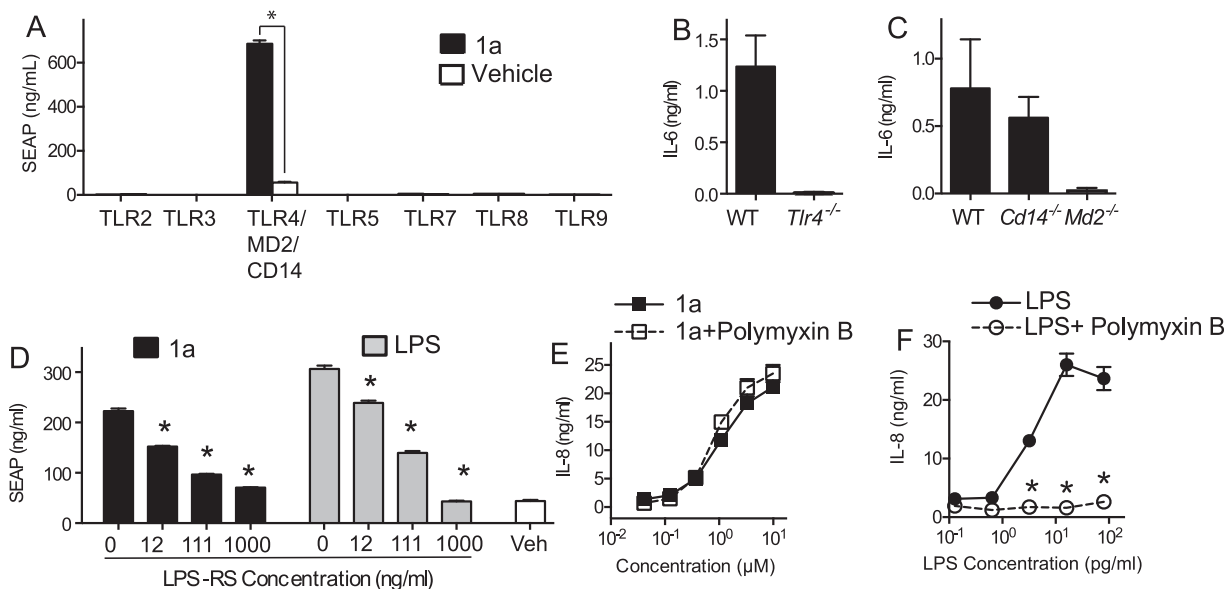 A
SEAP (ng/mL)
600
400
200
0
*
1a
Vehicle
TLR2 TLR3 TLR4/ TLR5 TLR7 TLR8 TLR9
MD2/
CD14
B
IL-6 (ng/ml)
1.5
1.0
0.5
0.0
WT Tlr4-/-
C
IL-6 (ng/ml)
1.0
0.5
0.0
WT Cd14-/- Md2-/-
D
1a
LPS
SEAP (ng/ml)
300
200
100
0
* * * * * *
0 12 111 1000 0 12 111 1000 Veh
LPS-RS Concentration (ng/ml)
E
1a
1a+Polymyxin B
IL-8 (ng/ml)
25
20
15
10
5
0
10-2 10-1 100 101
Concentration (µM)
F
LPS
LPS+ Polymyxin B
IL-8 (ng/ml)
30
20
10
0
* * *
10-1 100 101 102
LPS Concentration (pg/ml)